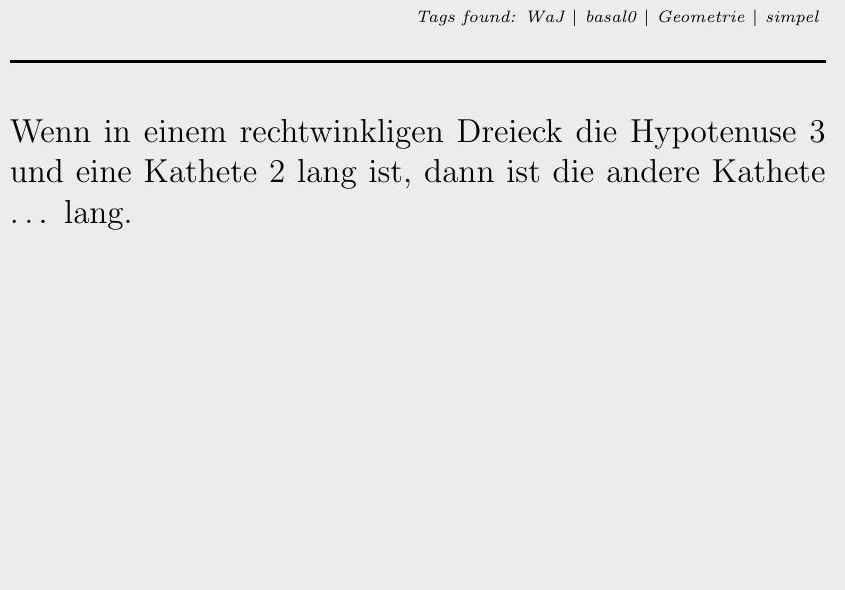 Tags found: WaJ | basal0 | Geometrie | simpel
Wenn in einem rechtwinkligen Dreieck die Hypotenuse 3
und eine Kathete 2 lang ist, dann ist die andere Kathete
... lang.